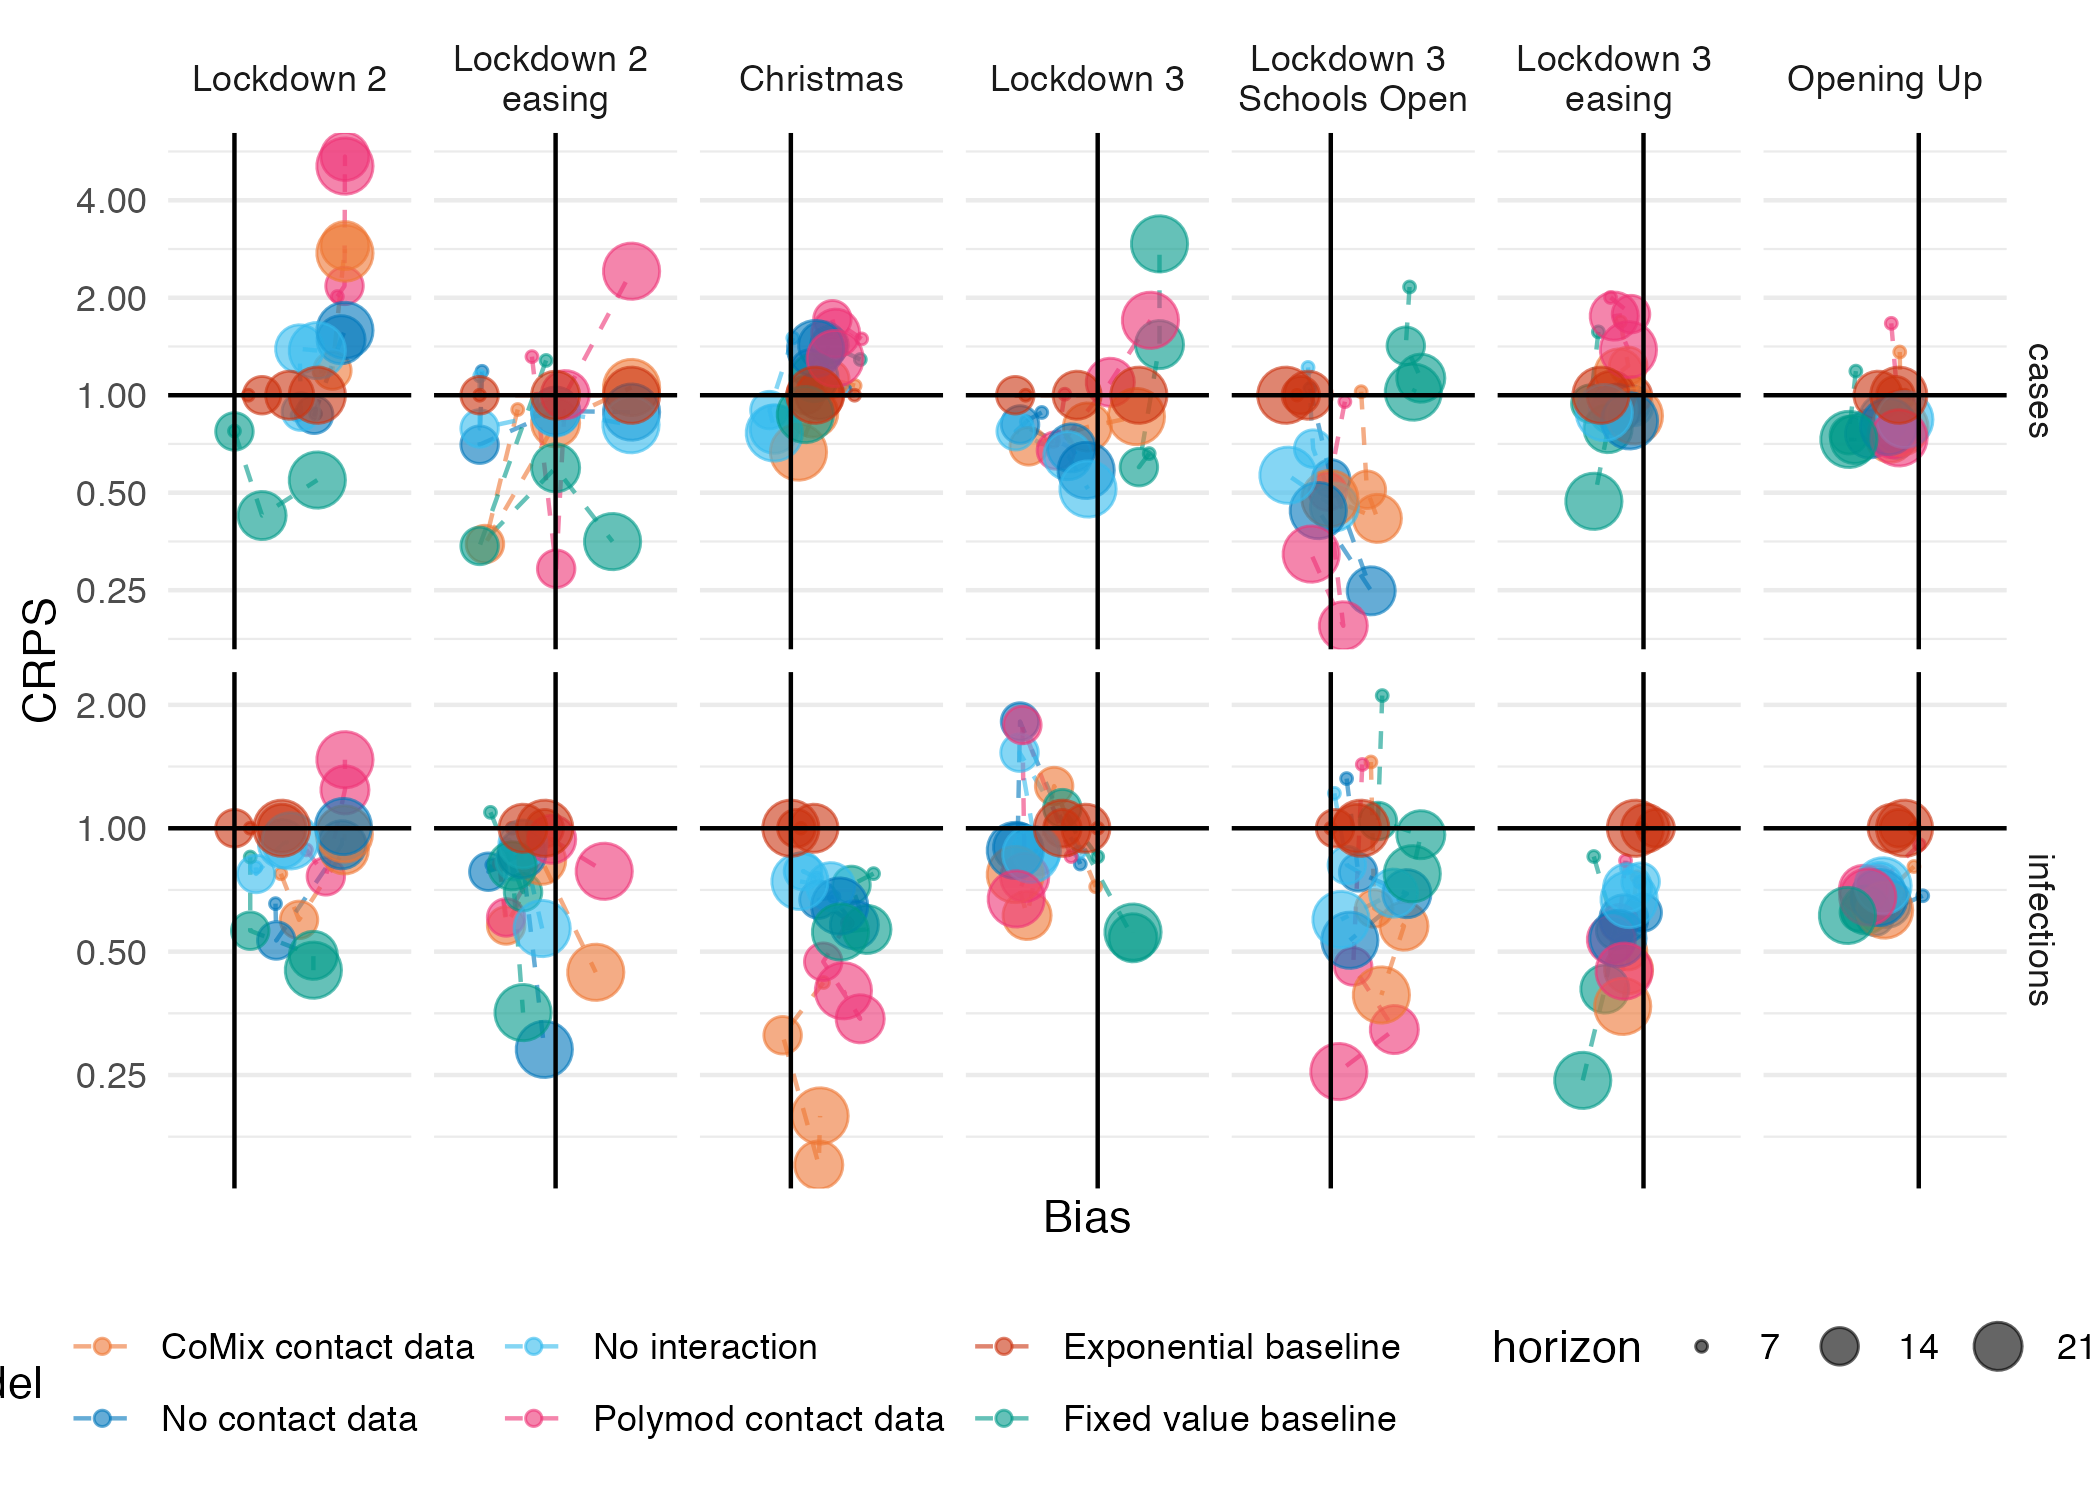 Lockdown 2
Lockdown 2
easing
Christmas
Lockdown 3
Lockdown 3
Schools Open
Lockdown 3
easing
Opening Up
4.00
2.00
1.00
0.50
0.25
cases
CRPS
2.00
1.00
0.50
0.25
infections
Bias
del
CoMix contact data
No interaction
Exponential baseline
No contact data
Polymod contact data
Fixed value baseline
horizon
7
14
21